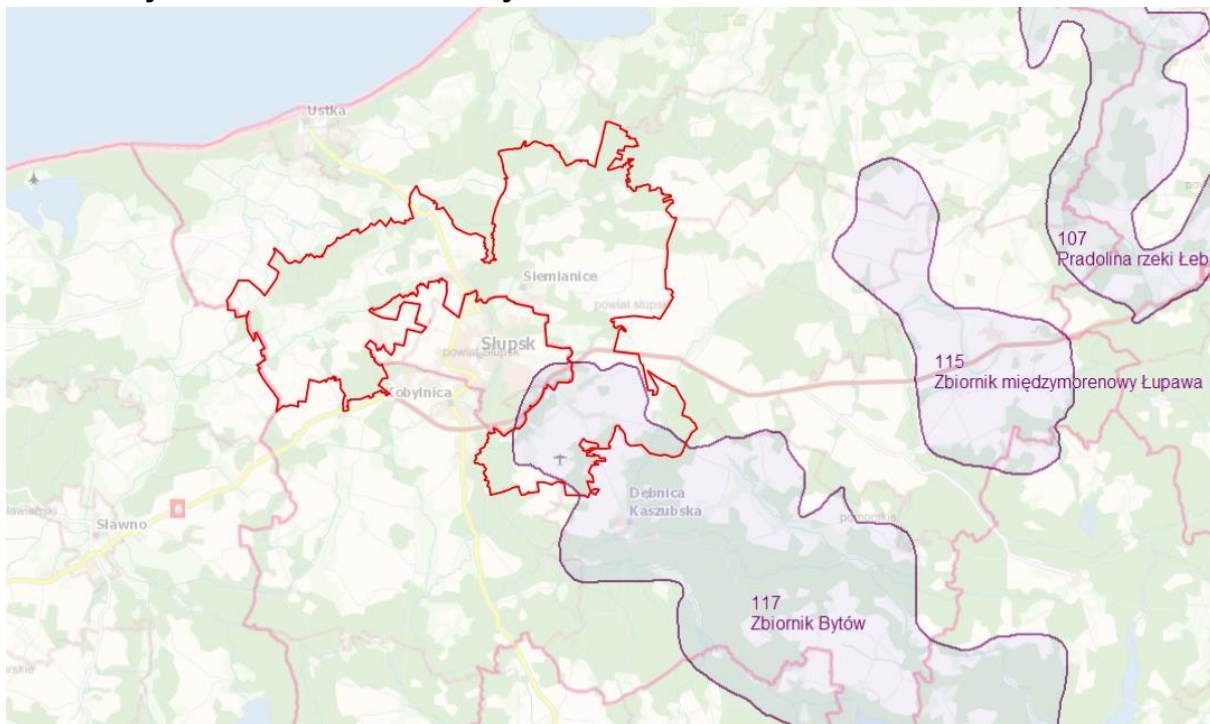 Ustka
107
Pradolina rzeki Łeb
Siemianice
powiat słupski
Słupsk
powiat Słupsk
115
Zbiornik międzymorenowy Łupawa
Kobylnica
Dębnica
Kaszubska
6
Sławno
pomorskie
117
Zbiornik Bytów